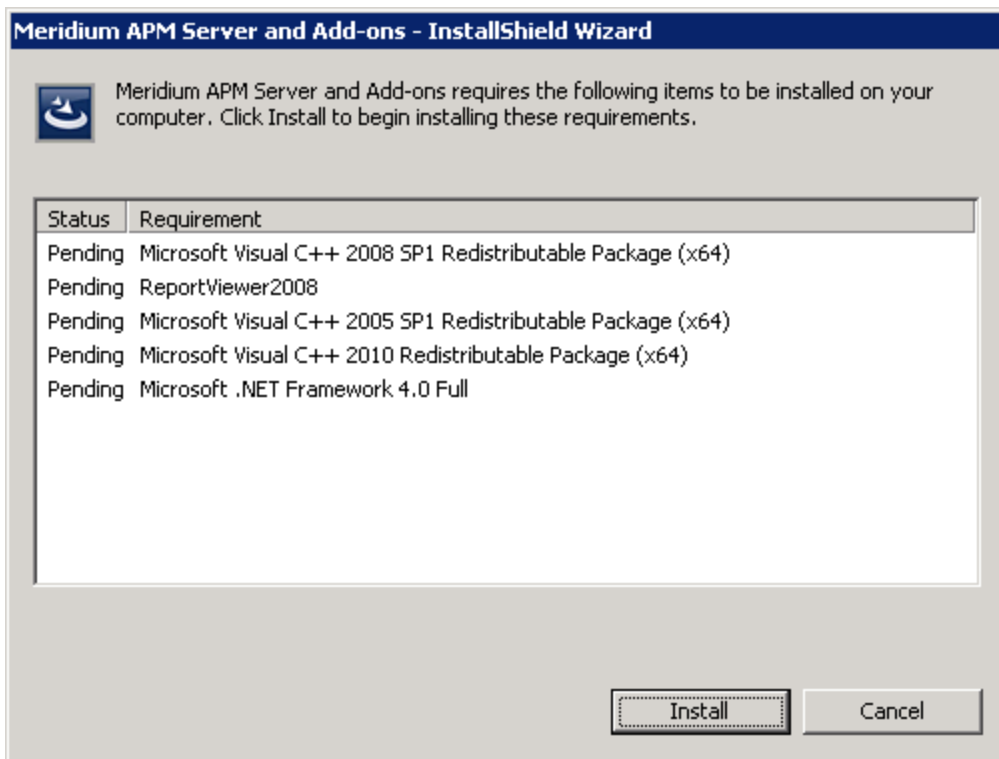 Meridium APM Server and Add-ons - InstallShield Wizard
Meridium APM Server and Add-ons requires the following items to be installed on your
computer. Click Install to begin installing these requirements.
Status Requirement
Pending Microsoft Visual C++ 2008 SP1 Redistributable Package (x64)
Pending ReportViewer2008
Pending Microsoft Visual C++ 2005 SP1 Redistributable Package (x64)
Pending Microsoft Visual C++ 2010 Redistributable Package (x64)
Pending Microsoft .NET Framework 4.0 Full
Install Cancel